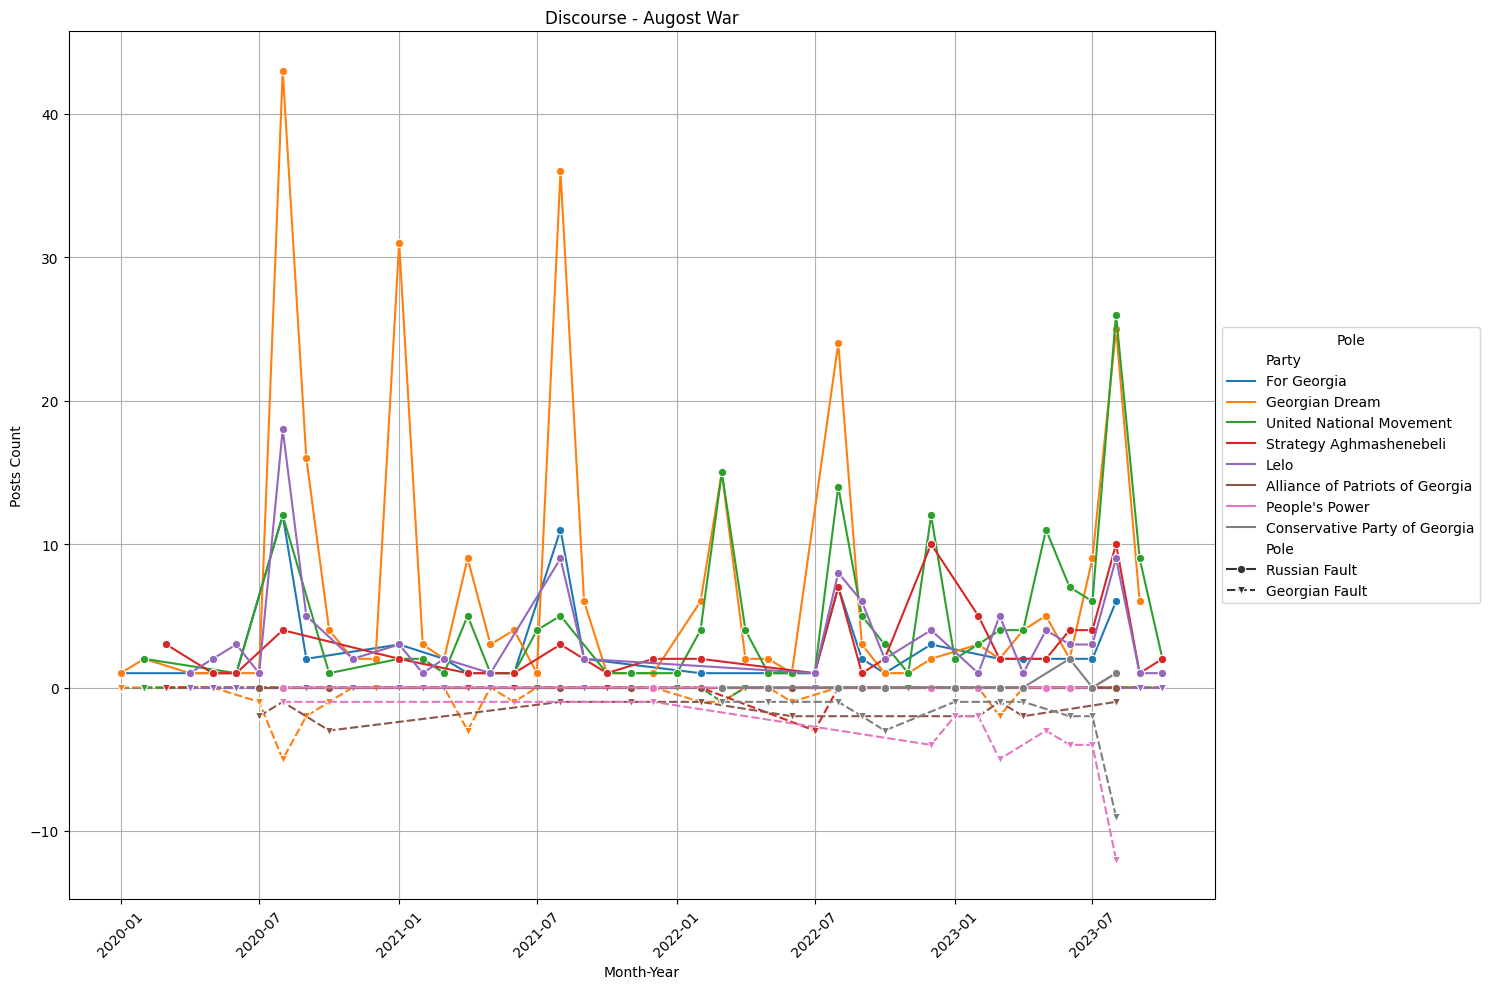 Discourse - Augost War
Posts Count
40
30
20
10
0
−10
2020-01
2020-07
2021-01
2021-07
2022-01
2022-07
2023-01
2023-07
Month-Year
Pole
Party
For Georgia
Georgian Dream
United National Movement
Strategy Aghmashenebeli
Lelo
Alliance of Patriots of Georgia
People's Power
Conservative Party of Georgia
Pole
Russian Fault
Georgian Fault